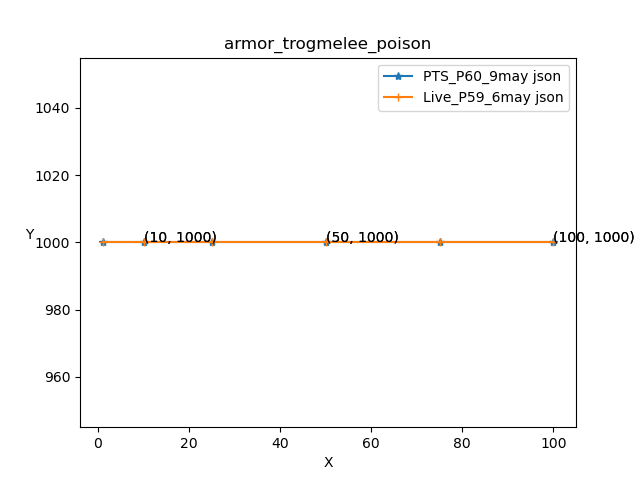 armor_trogmelee_poison
PTS_P60_9may json
Live_P59_6may json
1040
1020
1000
980
960
Y
(10, 1000)
(50, 1000)
(100, 1000)
0
20
40
60
80
100
X